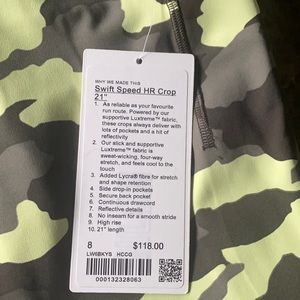 WHY WE MADE THIS
Swift Speed HR Crop
21"
1. As reliable as your favourite
run route. Powered by our
supportive Luxtreme™ fabric,
these crops always deliver with
lots of pockets and a hit of
reflectivity
2. Our slick and supportive
Luxtreme™ fabric is
sweat-wicking, four-way
stretch, and feels cool to the
touch
3. Added Lycra® fibre for stretch
and shape retention
4. Side drop-in pockets
5. Secure back pocket
6. Continuous drawcord
7. Reflective details
8. No inseam for a smooth stride
9. High rise
10. 21" length
8 $118.00
LW6BKYS HCCG
000132328063